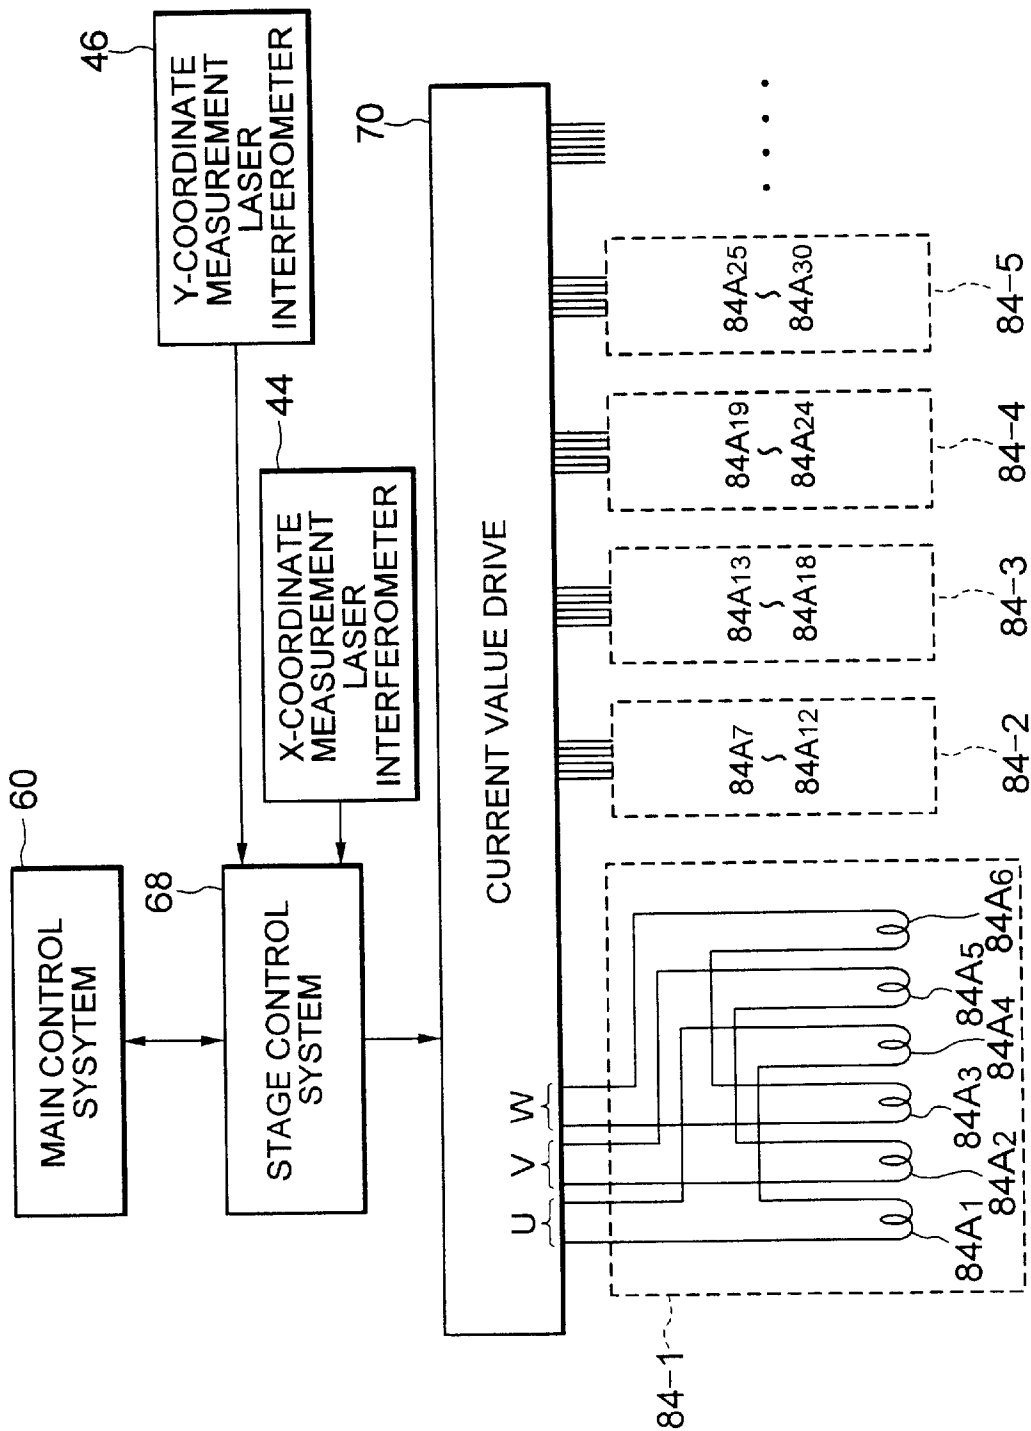 46
Y-COORDINATE
MEASUREMENT
LASER
INTERFEROMETER
44
X-COORDINATE
MEASUREMENT
LASER
INTERFEROMETER
60
MAIN CONTROL
SYSYTEM
68
STAGE CONTROL
SYSTEM
70
CURRENT VALUE DRIVE
U
V
W
84A1
84A2
84A3
84A4
84A5
84A6
84-1
84A7
~
84A12
84-2
84A13
~
84A18
84-3
84A19
~
84A24
84-4
84A25
~
84A30
84-5
. . . .